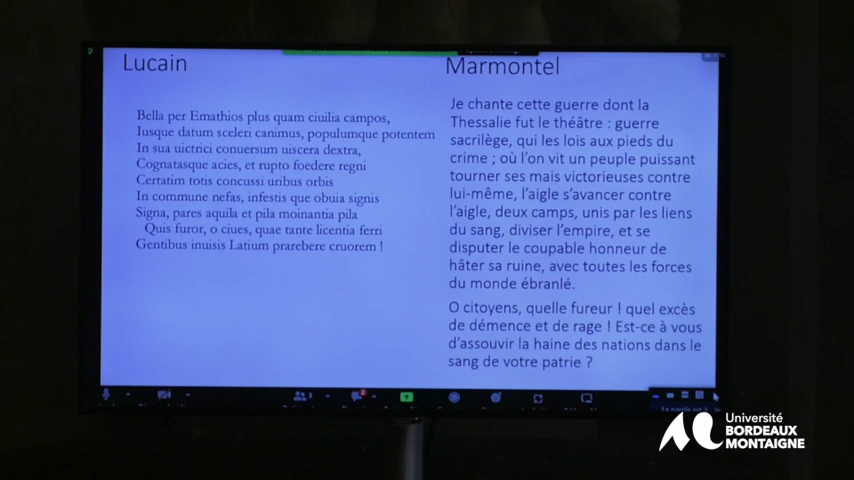 Lucain
Bella per Emathios plus quam ciuilia campos,
Iusque datum sceleri canimus, populumque potentem
In sua uictrici conuersum uiscera dextra,
Cognatasque acies, et rupto foedere regni
Certatim totis concussi uribus orbis
In commune nefas, infestis que obuia signis
Signa, pares aquila et pila moinantia pila
Quis furor, o ciues, quae tante licentia ferri
Gentibus inuisis Latium prarebere cruorem !
Marmontel
Je chante cette guerre dont la
Thessalie fut le théâtre : guerre
sacrilège, qui les lois aux pieds du
crime ; où l'on vit un peuple puissant
tourner ses mais victorieuses contre
lui-même, l'aigle s'avancer contre
l'aigle, deux camps, unis par les liens
du sang, diviser l'empire, et se
disputer le coupable honneur de
hâter sa ruine, avec toutes les forces
du monde ébranlé.
O citoyens, quelle fureur ! quel excès
de démence et de rage ! Est-ce à vous
d'assouvir la haine des nations dans le
sang de votre patrie ?
Université
BORDEAUX
MONTAIGNE